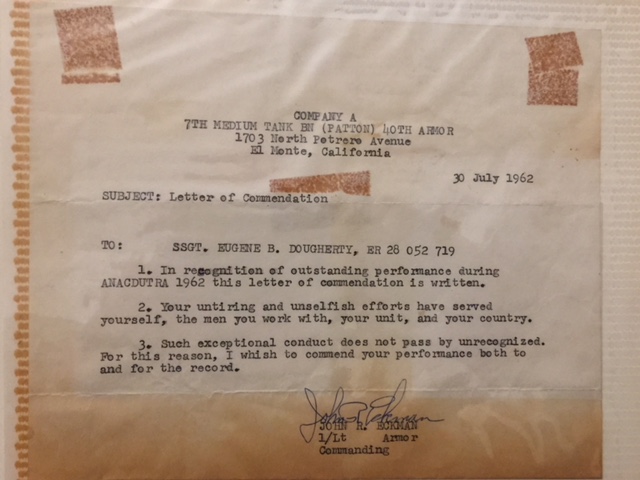 COMPANY A
7TH MEDIUM TANK BN (PATTON) 40TH ARMOR
1703 North Potrero Avenue
El Monte, California
30 July 1962
SUBJECT: Letter of Commendation
TO: SSGT. EUGENE B. DOUGHERTY, ER 28 052 719
1. In recognition of outstanding performance during
ANACDUTRA 1962 this letter of commendation is written.
2. Your untiring and unselfish efforts have served
yourself, the men you work with, your unit, and your country.
3. Such exceptional conduct does not pass by unrecognized.
For this reason, I whish to commend your performance both to
and for the record.
John R Eckman
JOHN R. ECKMAN
1/Lt Armor
Commanding